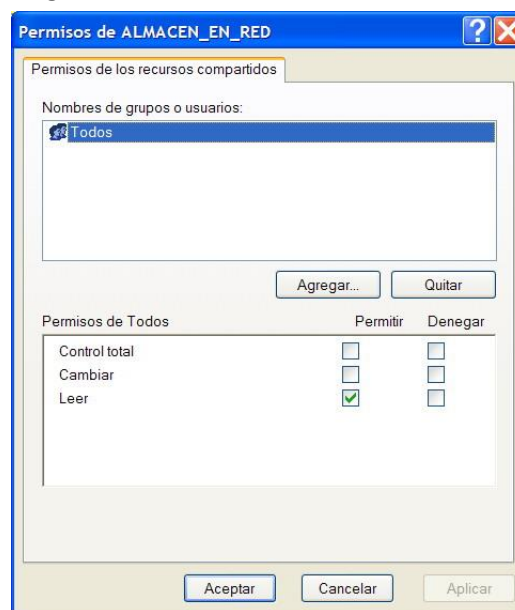 Permisos de ALMACEN_EN_RED
Permisos de los recursos compartidos
Nombres de grupos o usuarios:
Todos
Agregar... Quitar
Permisos de Todos Permitir Denegar
Control total
Cambiar
Leer
Aceptar Cancelar Aplicar